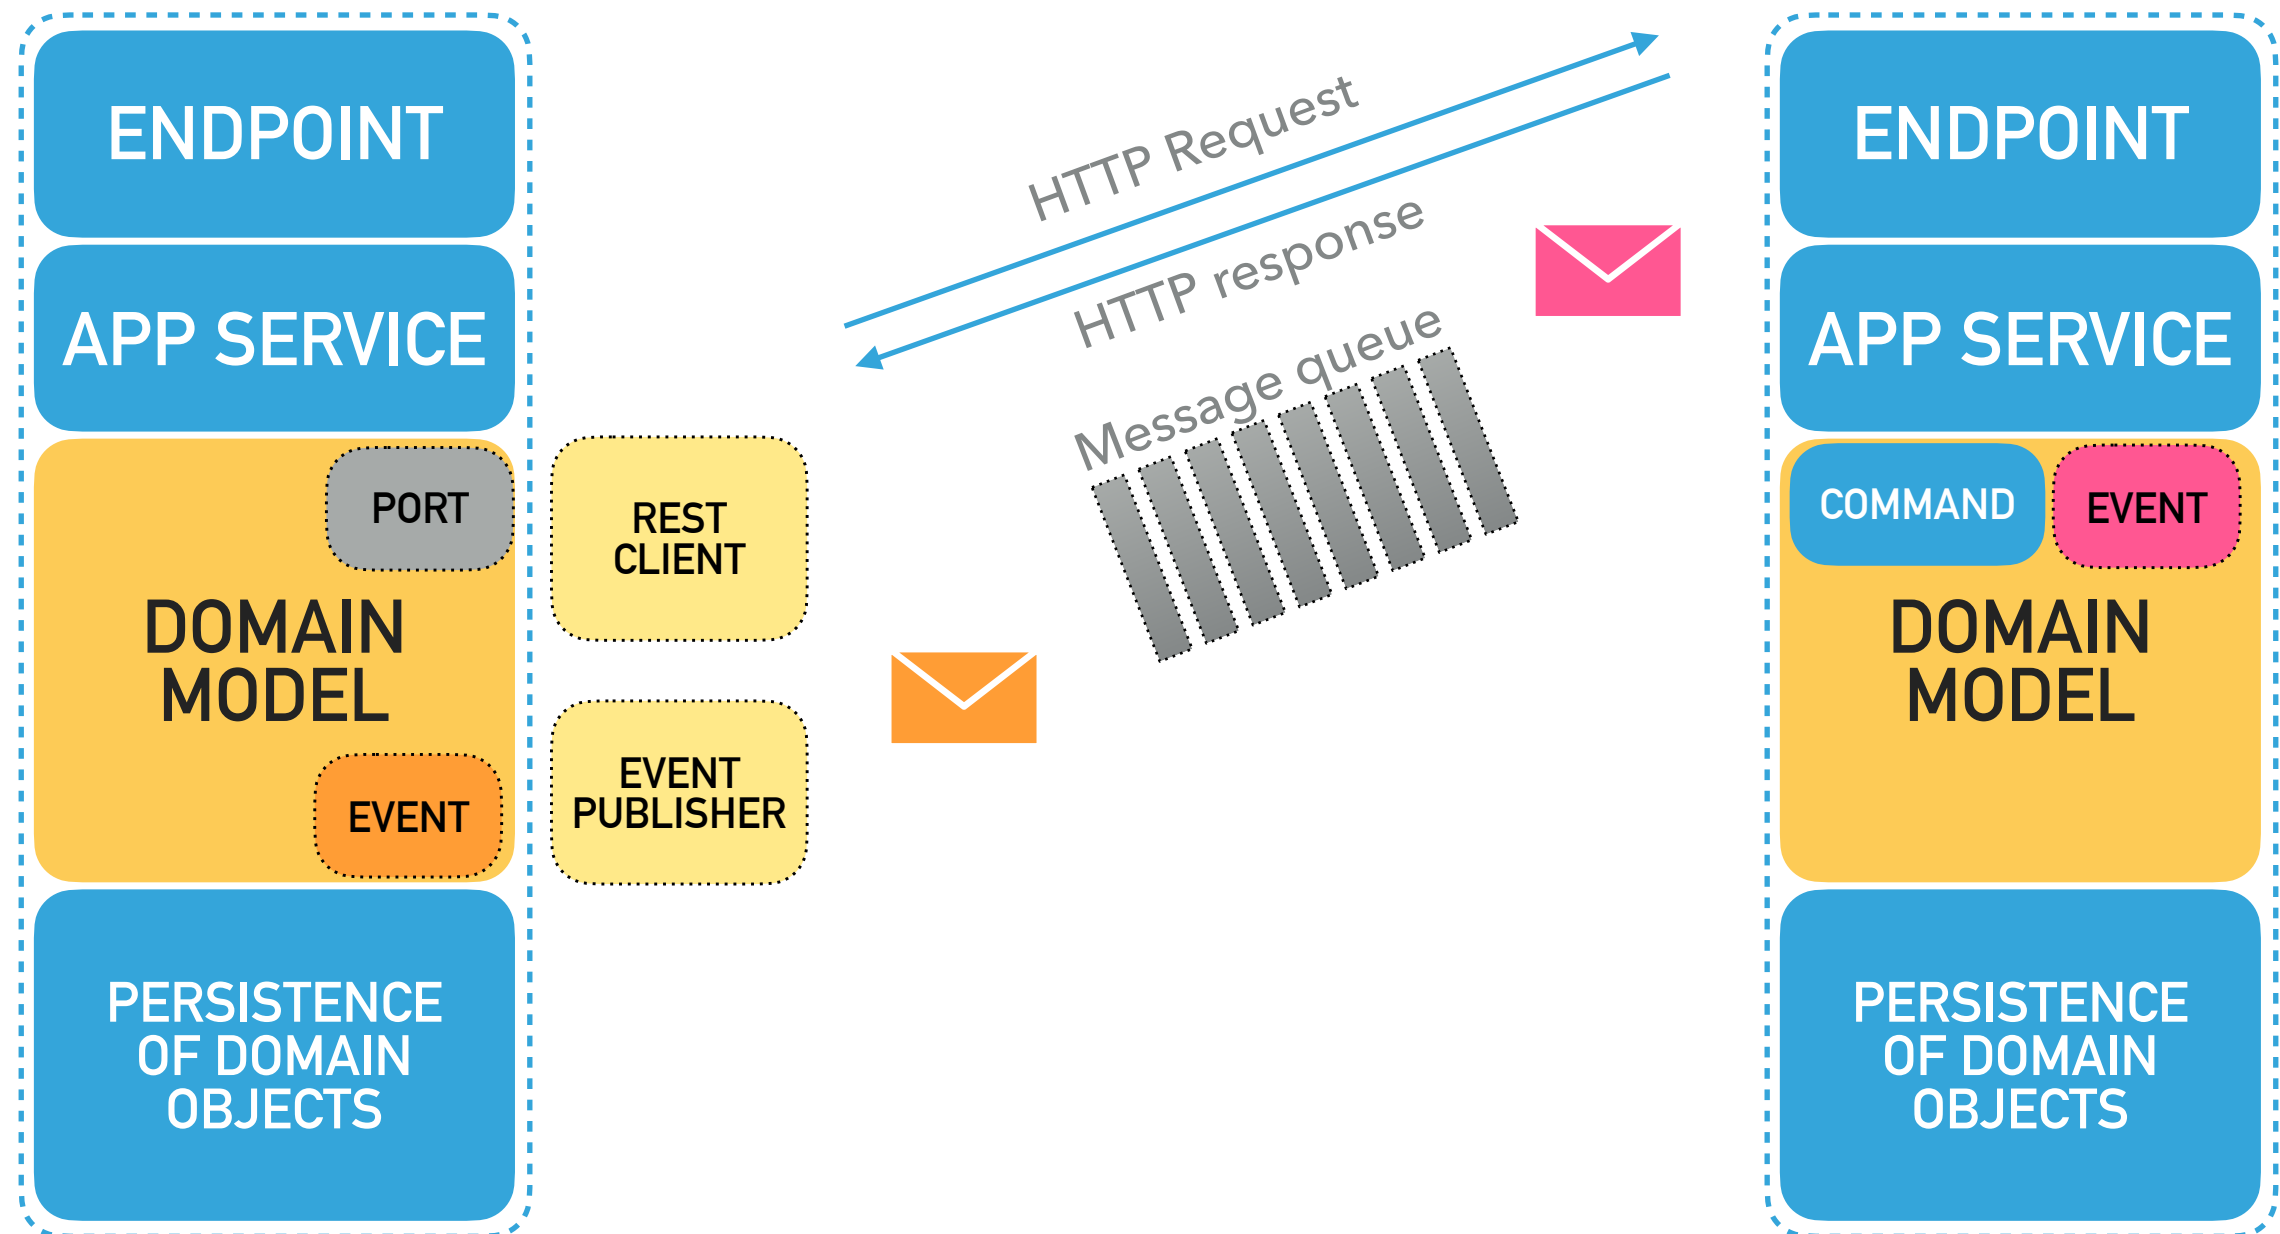 ENDPOINT
APP SERVICE
PORT
DOMAIN
MODEL
EVENT
PERSISTENCE
OF DOMAIN
OBJECTS
REST
CLIENT
EVENT
PUBLISHER
HTTP Request
HTTP response
Message queue
ENDPOINT
APP SERVICE
COMMAND
EVENT
DOMAIN
MODEL
PERSISTENCE
OF DOMAIN
OBJECTS